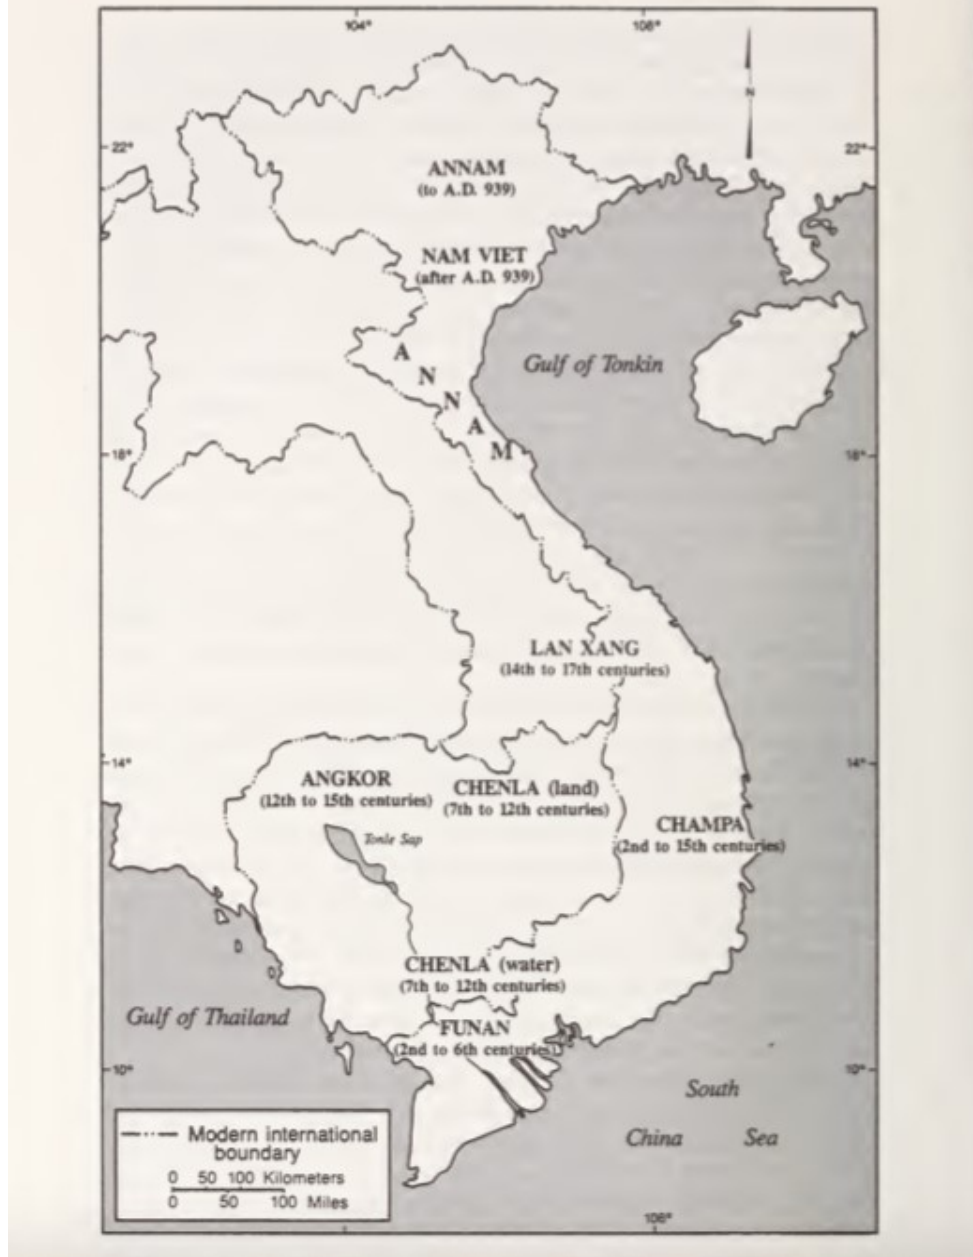 104°
108°
N
22°
22°
ANNAM
(to A.D. 939)
NAM VIET
(after A.D. 939)
A
N
N
A
M
Gulf of Tonkin
18°
18°
LAN XANG
(14th to 17th centuries)
14°
14°
ANGKOR
(12th to 15th centuries)
CHENLA (land)
(7th to 12th centuries)
Tonle Sap
CHAMPA
(2nd to 15th centuries)
CHENLA (water)
(7th to 12th centuries)
Gulf of Thailand
FUNAN
(2nd to 6th centuries)
10°
10°
South
China Sea
Modern international
boundary
0 50 100 Kilometers
0 50 100 Miles